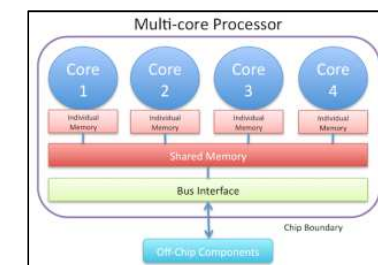 Multi-core Processor
Core
1
Core
2
Core
3
Core
4
Individual
Memory
Individual
Memory
Individual
Memory
Individual
Memory
Shared Memory
Bus Interface
Chip Boundary
Off-Chip Components